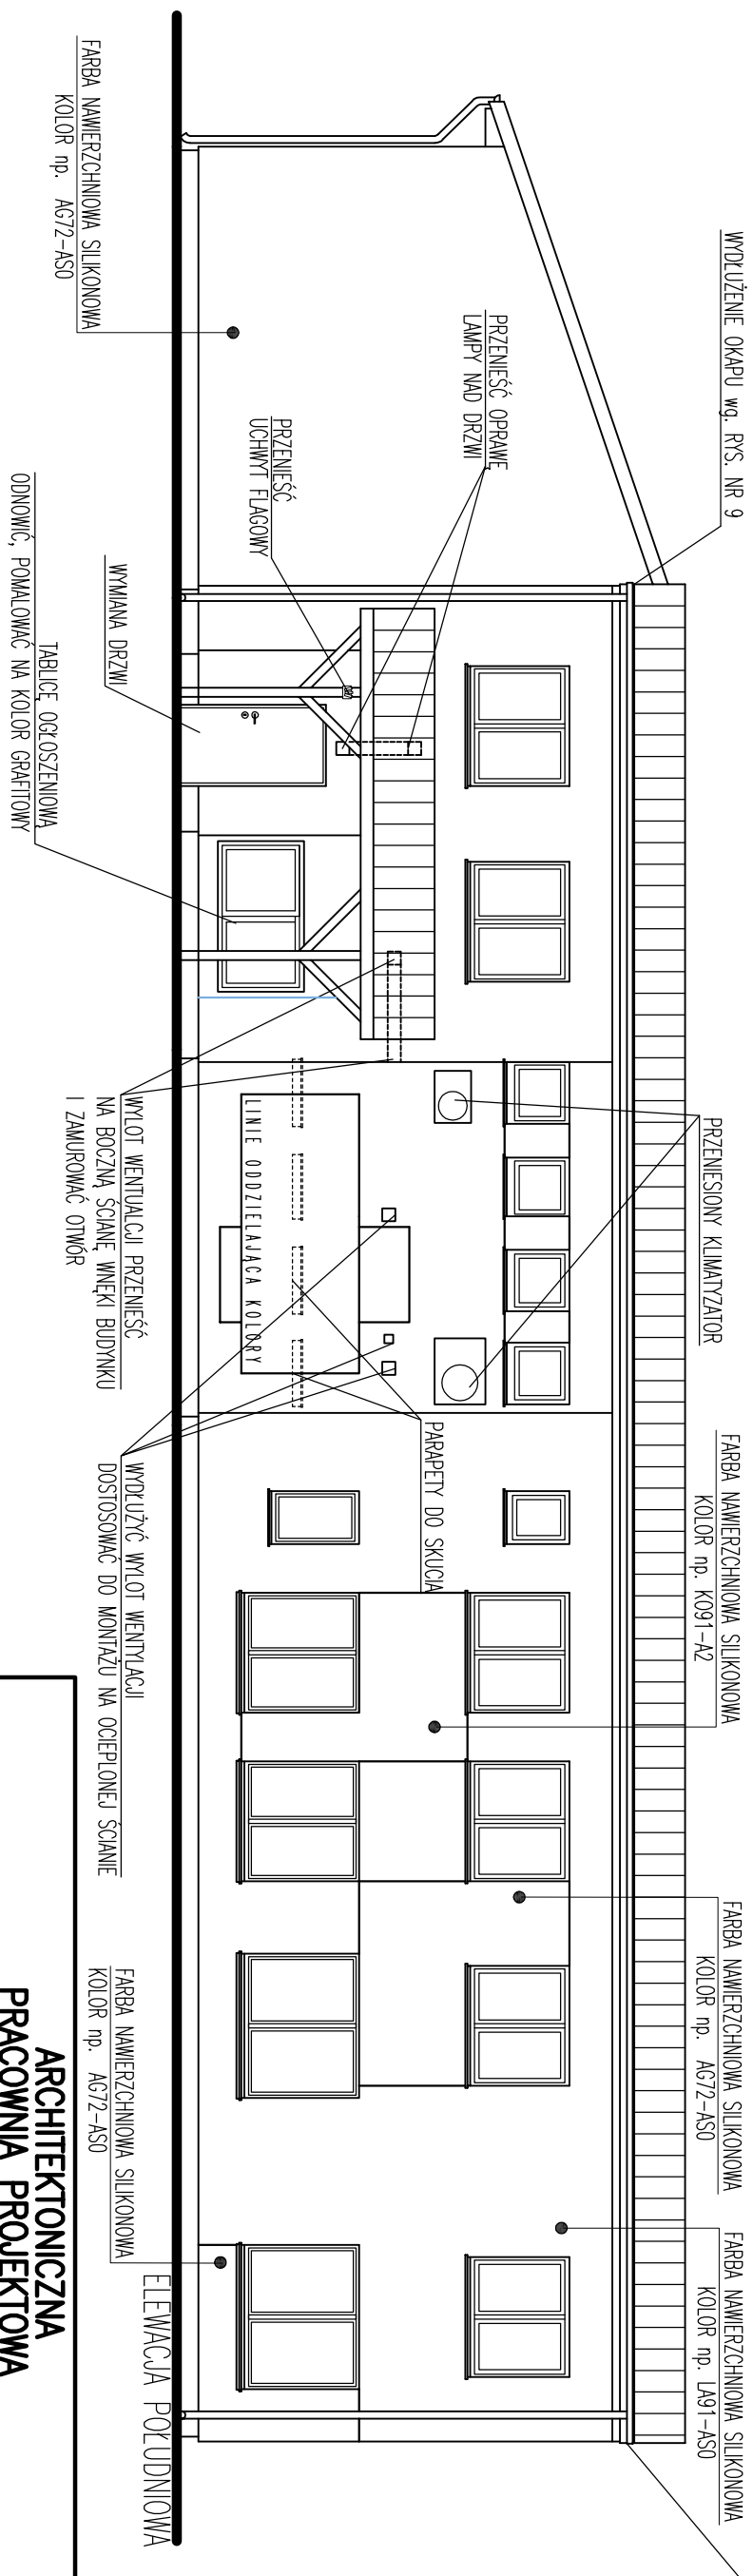 WYDŁUŻENIE OKAPU wg. RYS. NR 9
PRZENIEŚĆ OPRAWĘ
LAMPY NAD DRZWI
PRZENIEŚĆ
UCHWYT FLAGOWY
FARBA NAWIERZCHNIOWA SILIKONOWA
KOLOR np. AG72-AS0
WYMIANA DRZWI
TABLICĘ OGŁOSZENIOWĄ
ODNOWIĆ, POMALOWAĆ NA KOLOR GRAFITOWY
PRZENIESIONY KLIMATYZATOR
LINIE ODDZIELAJĄCA KOLORY
WYLOT WENTUALCJI PRZENIEŚĆ
NA BOCZNĄ ŚCIANĘ WNĘKI BUDYNKU
I ZAMUROWAĆ OTWÓR
PARAPETY DO SKUCIA
WYDŁUŻYĆ WYLOT WENTYLACJI
DOSTOSOWAĆ DO MONTAŻU NA OCIEPLONEJ ŚCIANIE
FARBA NAWIERZCHNIOWA SILIKONOWA
KOLOR np. K091-A2
FARBA NAWIERZCHNIOWA SILIKONOWA
KOLOR np. AG72-AS0
FARBA NAWIERZCHNIOWA SILIKONOWA
KOLOR np. LA91-AS0
FARBA NAWIERZCHNIOWA SILIKONOWA
KOLOR np. AG72-AS0
ELEWACJA POŁUDNIOWA
ARCHITEKTONICZNA
PRACOWNIA PROJEKTOWA